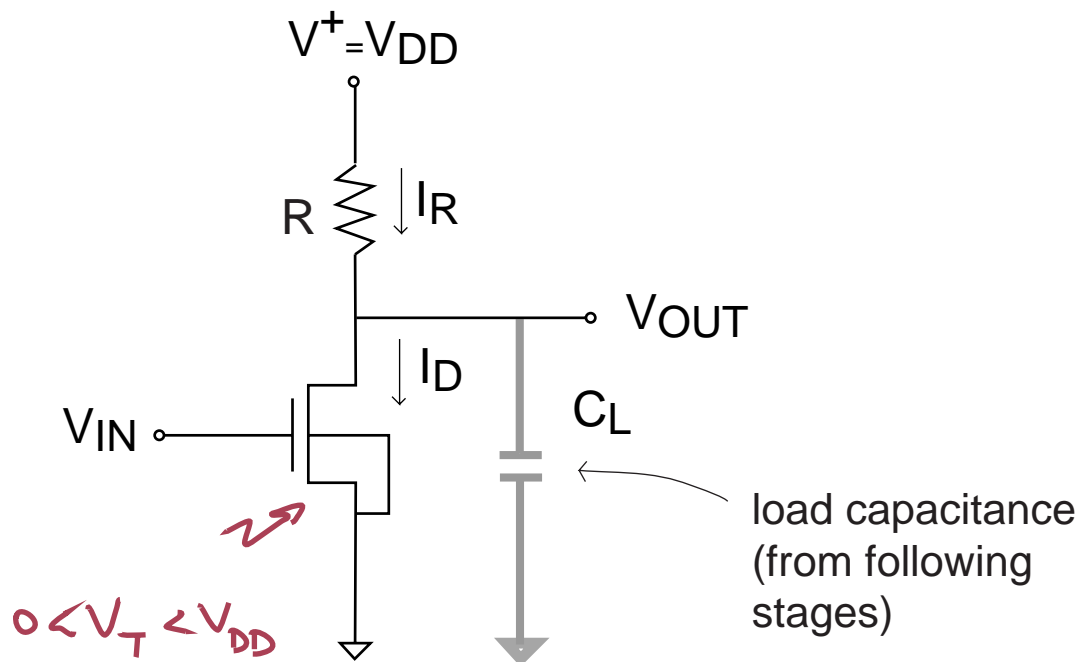 V+=VDD
R
IR
VOUT
ID
CL
VIN
load capacitance
(from following
stages)
0<VT<VDD